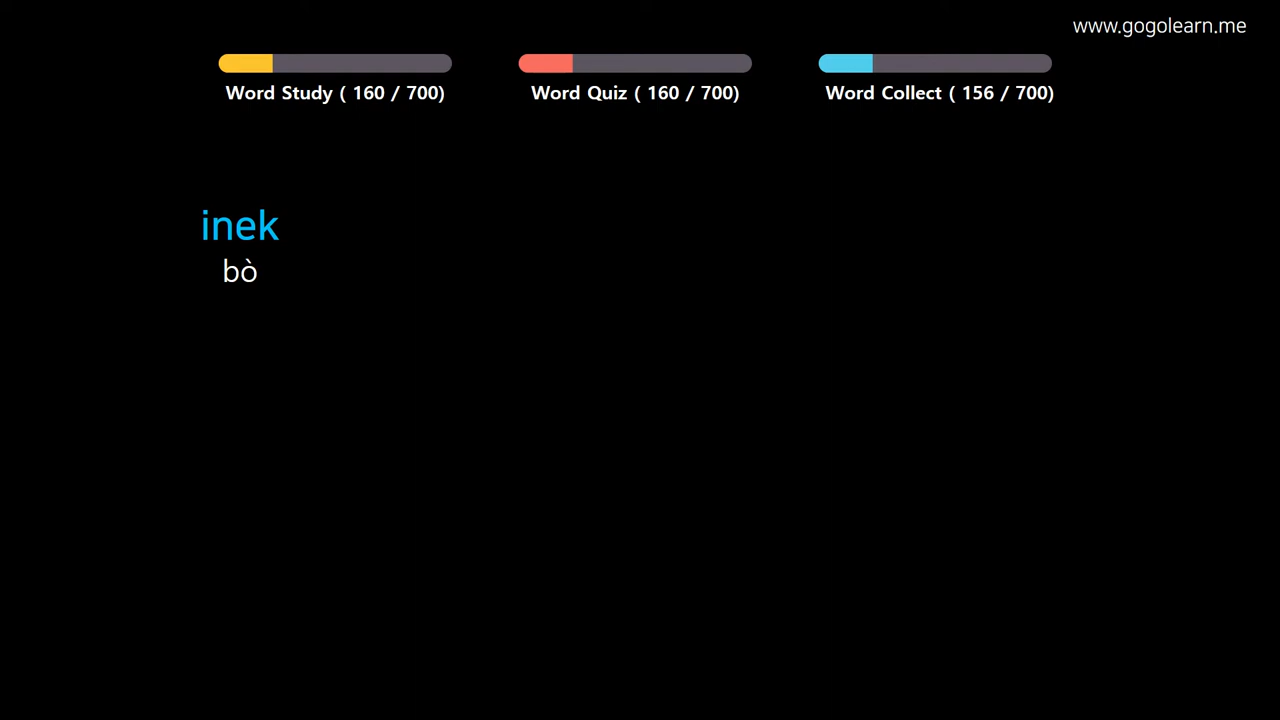 www.gogolearn.me
Word Study ( 160 / 700)
Word Quiz ( 160 / 700)
Word Collect ( 156 / 700)
inek
bò